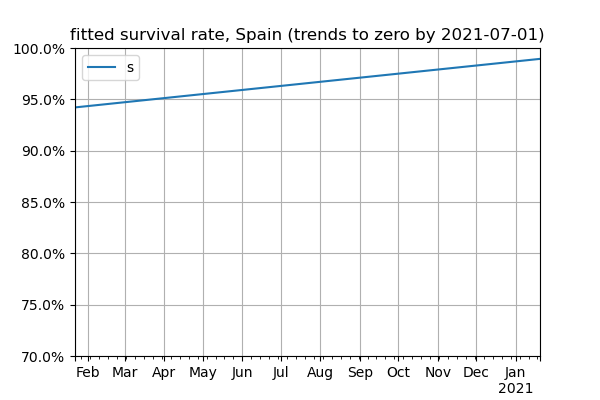 fitted survival rate, Spain (trends to zero by 2021-07-01)
100.0%
s
95.0%
90.0%
85.0%
80.0%
75.0%
70.0%
Feb Mar Apr May Jun Jul Aug Sep Oct Nov Dec Jan
2021